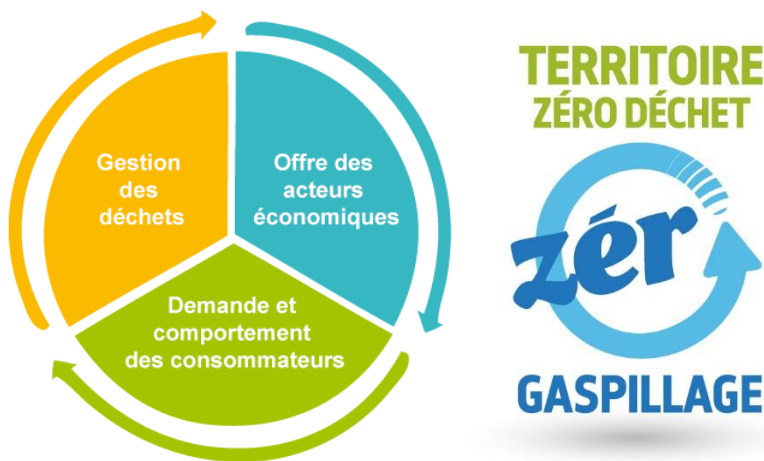 Gestion
des
déchets
Offre des
acteurs
économiques
Demande et
comportement
des consommateurs
TERRITOIRE
ZÉRO DÉCHET
zér
GASPILLAGE